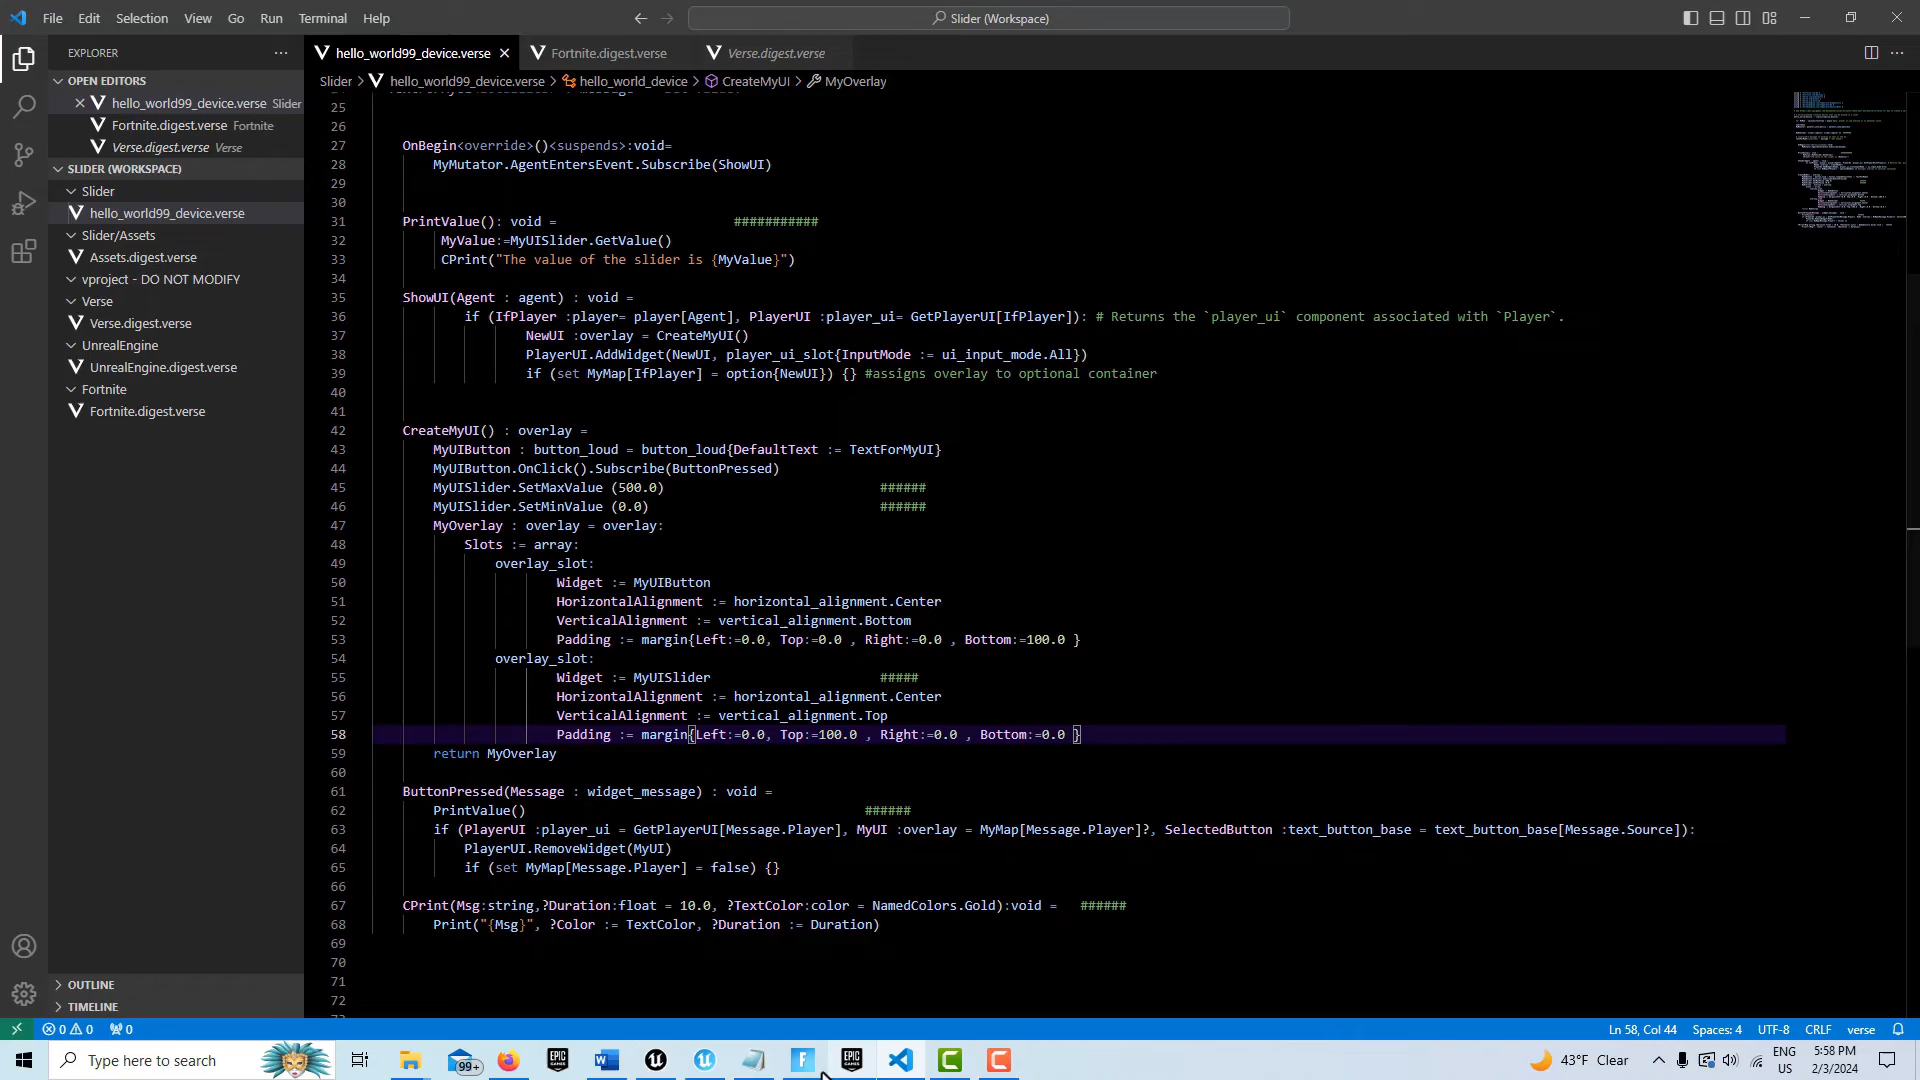 File Edit Selection View Go Run Terminal Help
Slider (Workspace)
EXPLORER
OPEN EDITORS
hello_world99_device.verse Slider
Fortnite.digest.verse Fortnite
Verse.digest.verse Verse
SLIDER (WORKSPACE)
Slider
hello_world99_device.verse
Slider/Assets
Assets.digest.verse
vproject - DO NOT MODIFY
Verse
Verse.digest.verse
UnrealEngine
UnrealEngine.digest.verse
Fortnite
Fortnite.digest.verse
OUTLINE
TIMELINE
hello_world99_device.verse
Fortnite.digest.verse
Verse.digest.verse
Slider > hello_world99_device.verse > hello_world_device > CreateMyUI > MyOverlay
25
26
27 OnBegin<override>()<suspends>:void=
28 MyMutator.AgentEntersEvent.Subscribe(ShowUI)
29
30
31 PrintValue(): void = ###########
32 MyValue:=MyUISlider.GetValue()
33 CPrint("The value of the slider is {MyValue}")
34
35 ShowUI(Agent : agent) : void =
36 if (IfPlayer :player= player[Agent], PlayerUI :player_ui= GetPlayerUI[IfPlayer]): # Returns the `player_ui` component associated with `Player`.
37 NewUI :overlay = CreateMyUI()
38 PlayerUI.AddWidget(NewUI, player_ui_slot{InputMode := ui_input_mode.All})
39 if (set MyMap[IfPlayer] = option{NewUI}) {} #assigns overlay to optional container
40
41
42 CreateMyUI() : overlay =
43 MyUIButton : button_loud = button_loud{DefaultText := TextForMyUI}
44 MyUIButton.OnClick().Subscribe(ButtonPressed)
45 MyUISlider.SetMaxValue (500.0) ######
46 MyUISlider.SetMinValue (0.0) ######
47 MyOverlay : overlay = overlay:
48 Slots := array:
49 overlay_slot:
50 Widget := MyUIButton
51 HorizontalAlignment := horizontal_alignment.Center
52 VerticalAlignment := vertical_alignment.Bottom
53 Padding := margin{Left:=0.0, Top:=0.0 , Right:=0.0 , Bottom:=100.0 }
54 overlay_slot:
55 Widget := MyUISlider #####
56 HorizontalAlignment := horizontal_alignment.Center
57 VerticalAlignment := vertical_alignment.Top
58 Padding := margin{Left:=0.0, Top:=100.0 , Right:=0.0 , Bottom:=0.0 }
59 return MyOverlay
60
61 ButtonPressed(Message : widget_message) : void =
62 PrintValue() ######
63 if (PlayerUI :player_ui = GetPlayerUI[Message.Player], MyUI :overlay = MyMap[Message.Player]?, SelectedButton :text_button_base = text_button_base[Message.Source]):
64 PlayerUI.RemoveWidget(MyUI)
65 if (set MyMap[Message.Player] = false) {}
66
67 CPrint(Msg:string,?Duration:float = 10.0, ?TextColor:color = NamedColors.Gold):void = ######
68 Print("{Msg}", ?Color := TextColor, ?Duration := Duration)
69
70
71
72
0 0 0
Ln 58, Col 44 Spaces: 4 UTF-8 CRLF verse
Type here to search
99+
EPIC GAMES
EPIC GAMES
43°F Clear
ENG US
5:58 PM
2/3/2024